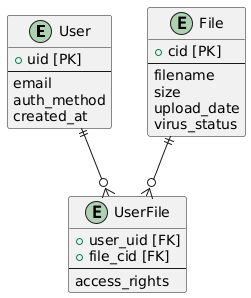 E User
uid [PK]
email
auth_method
created_at
E File
cid [PK]
filename
size
upload_date
virus_status
E UserFile
user_uid [FK]
file_cid [FK]
access_rights